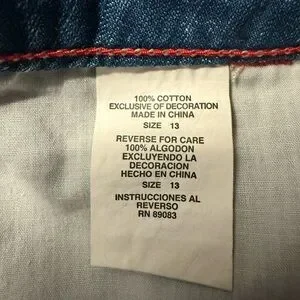 100% COTTON
EXCLUSIVE OF DECORATION
MADE IN CHINA
SIZE 13
REVERSE FOR CARE
100% ALGODON
EXCLUYENDO LA
DECORACION
HECHO EN CHINA
SIZE 13
INSTRUCCIONES AL
REVERSO
RN 89083